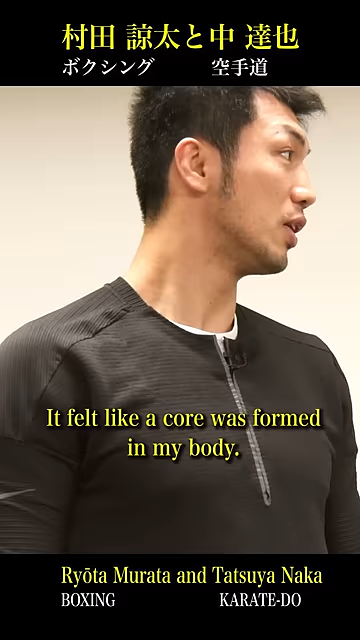 村田 諒太と中 達也
ボクシング 空手道
It felt like a core was formed
in my body.
Ryōta Murata and Tatsuya Naka
BOXING KARATE-DO